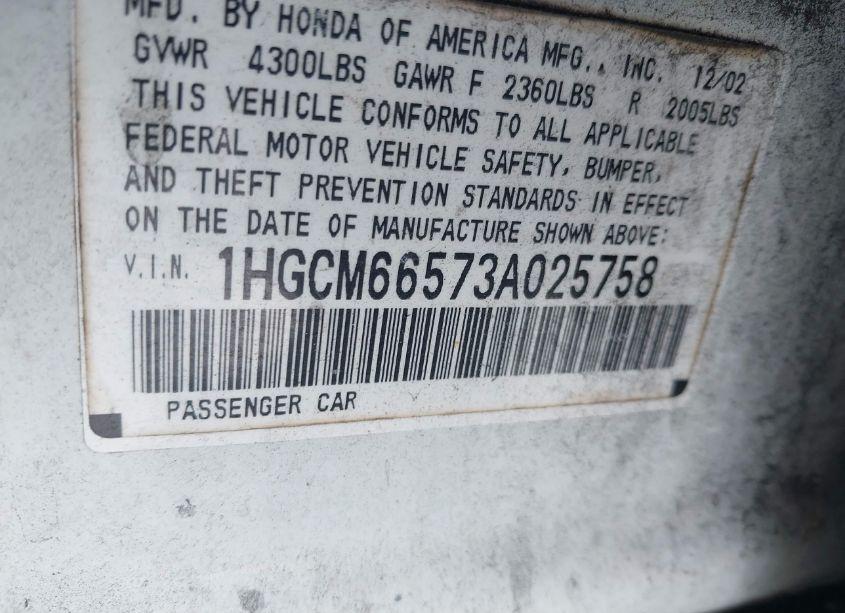 MFD. BY HONDA OF AMERICA MFG., INC. 12/02
GVWR 4300LBS GAWR F 2360LBS R 2005LBS
THIS VEHICLE CONFORMS TO ALL APPLICABLE
FEDERAL MOTOR VEHICLE SAFETY, BUMPER,
AND THEFT PREVENTION STANDARDS IN EFFECT
ON THE DATE OF MANUFACTURE SHOWN ABOVE:
V.I.N. 1HGCM66573A025758
PASSENGER CAR